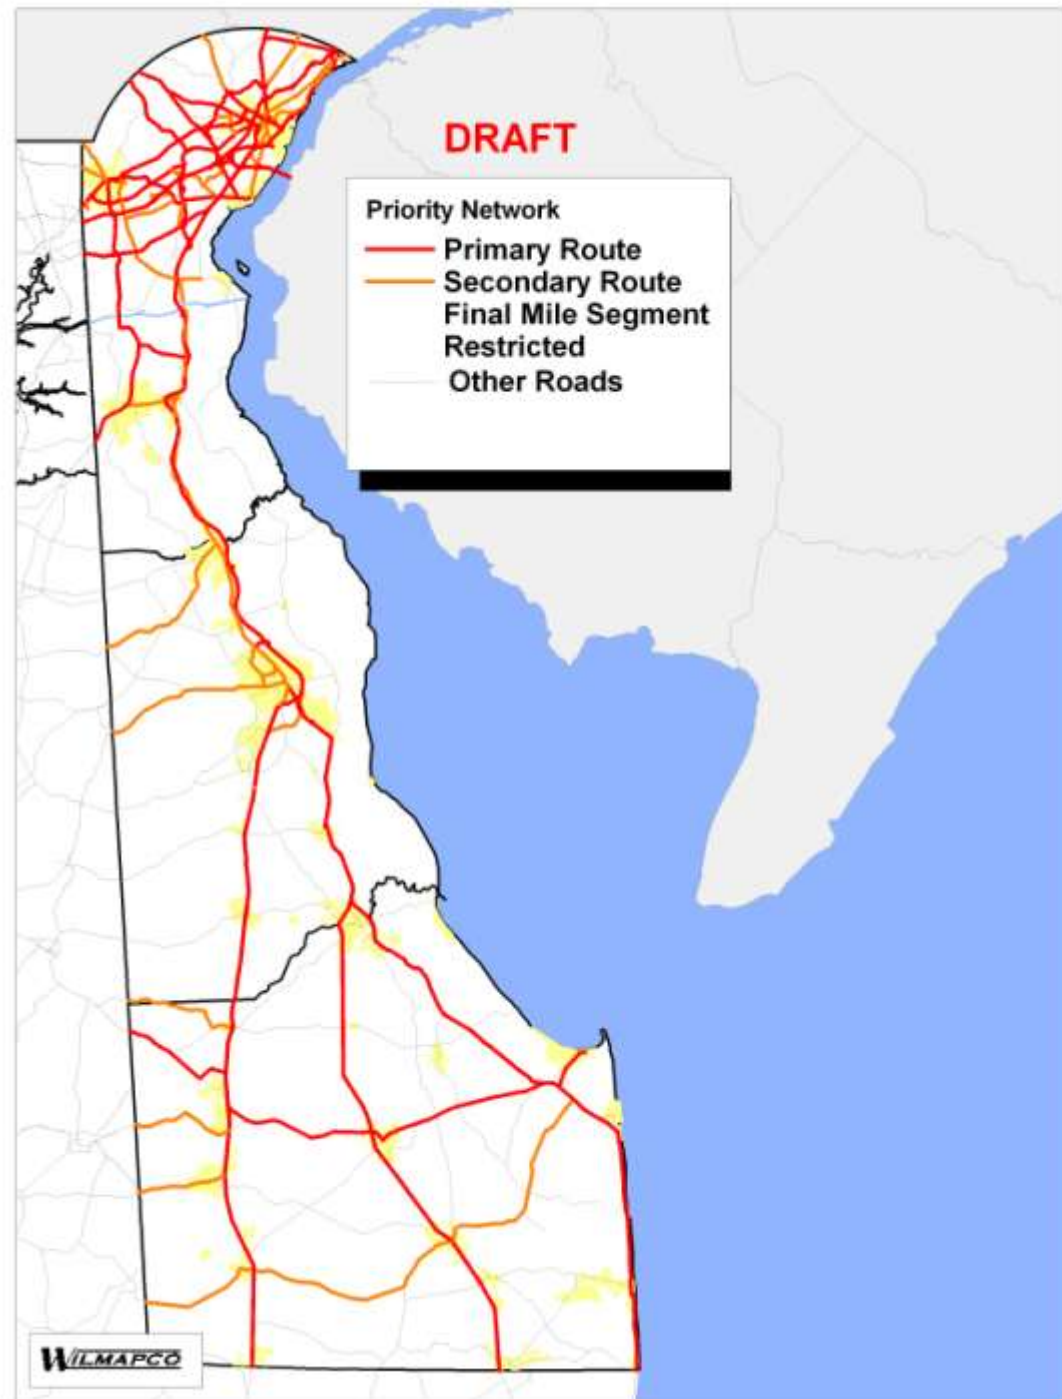 DRAFT
Priority Network
Primary Route
Secondary Route
Final Mile Segment
Restricted
Other Roads
WILMAPCO